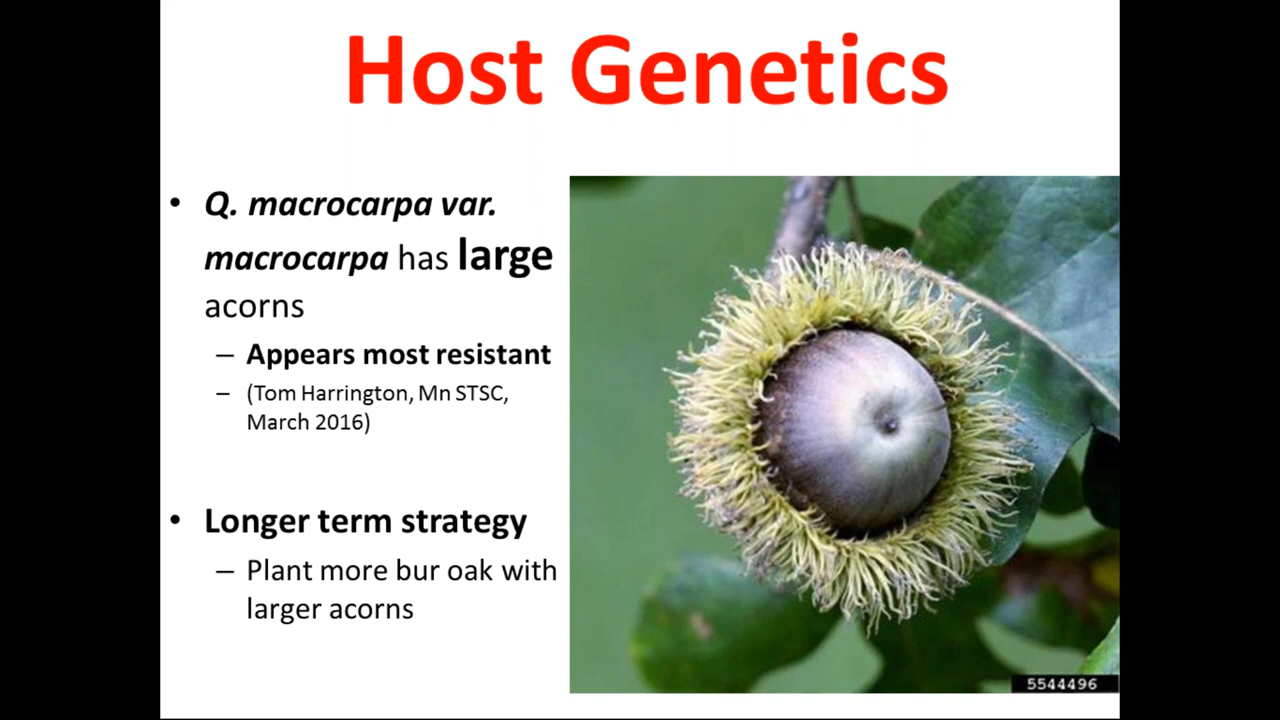 Host Genetics
• Q. macrocarpa var.
macrocarpa has large
acorns
– Appears most resistant
– (Tom Harrington, Mn STSC,
March 2016)
• Longer term strategy
– Plant more bur oak with
larger acorns
5544496